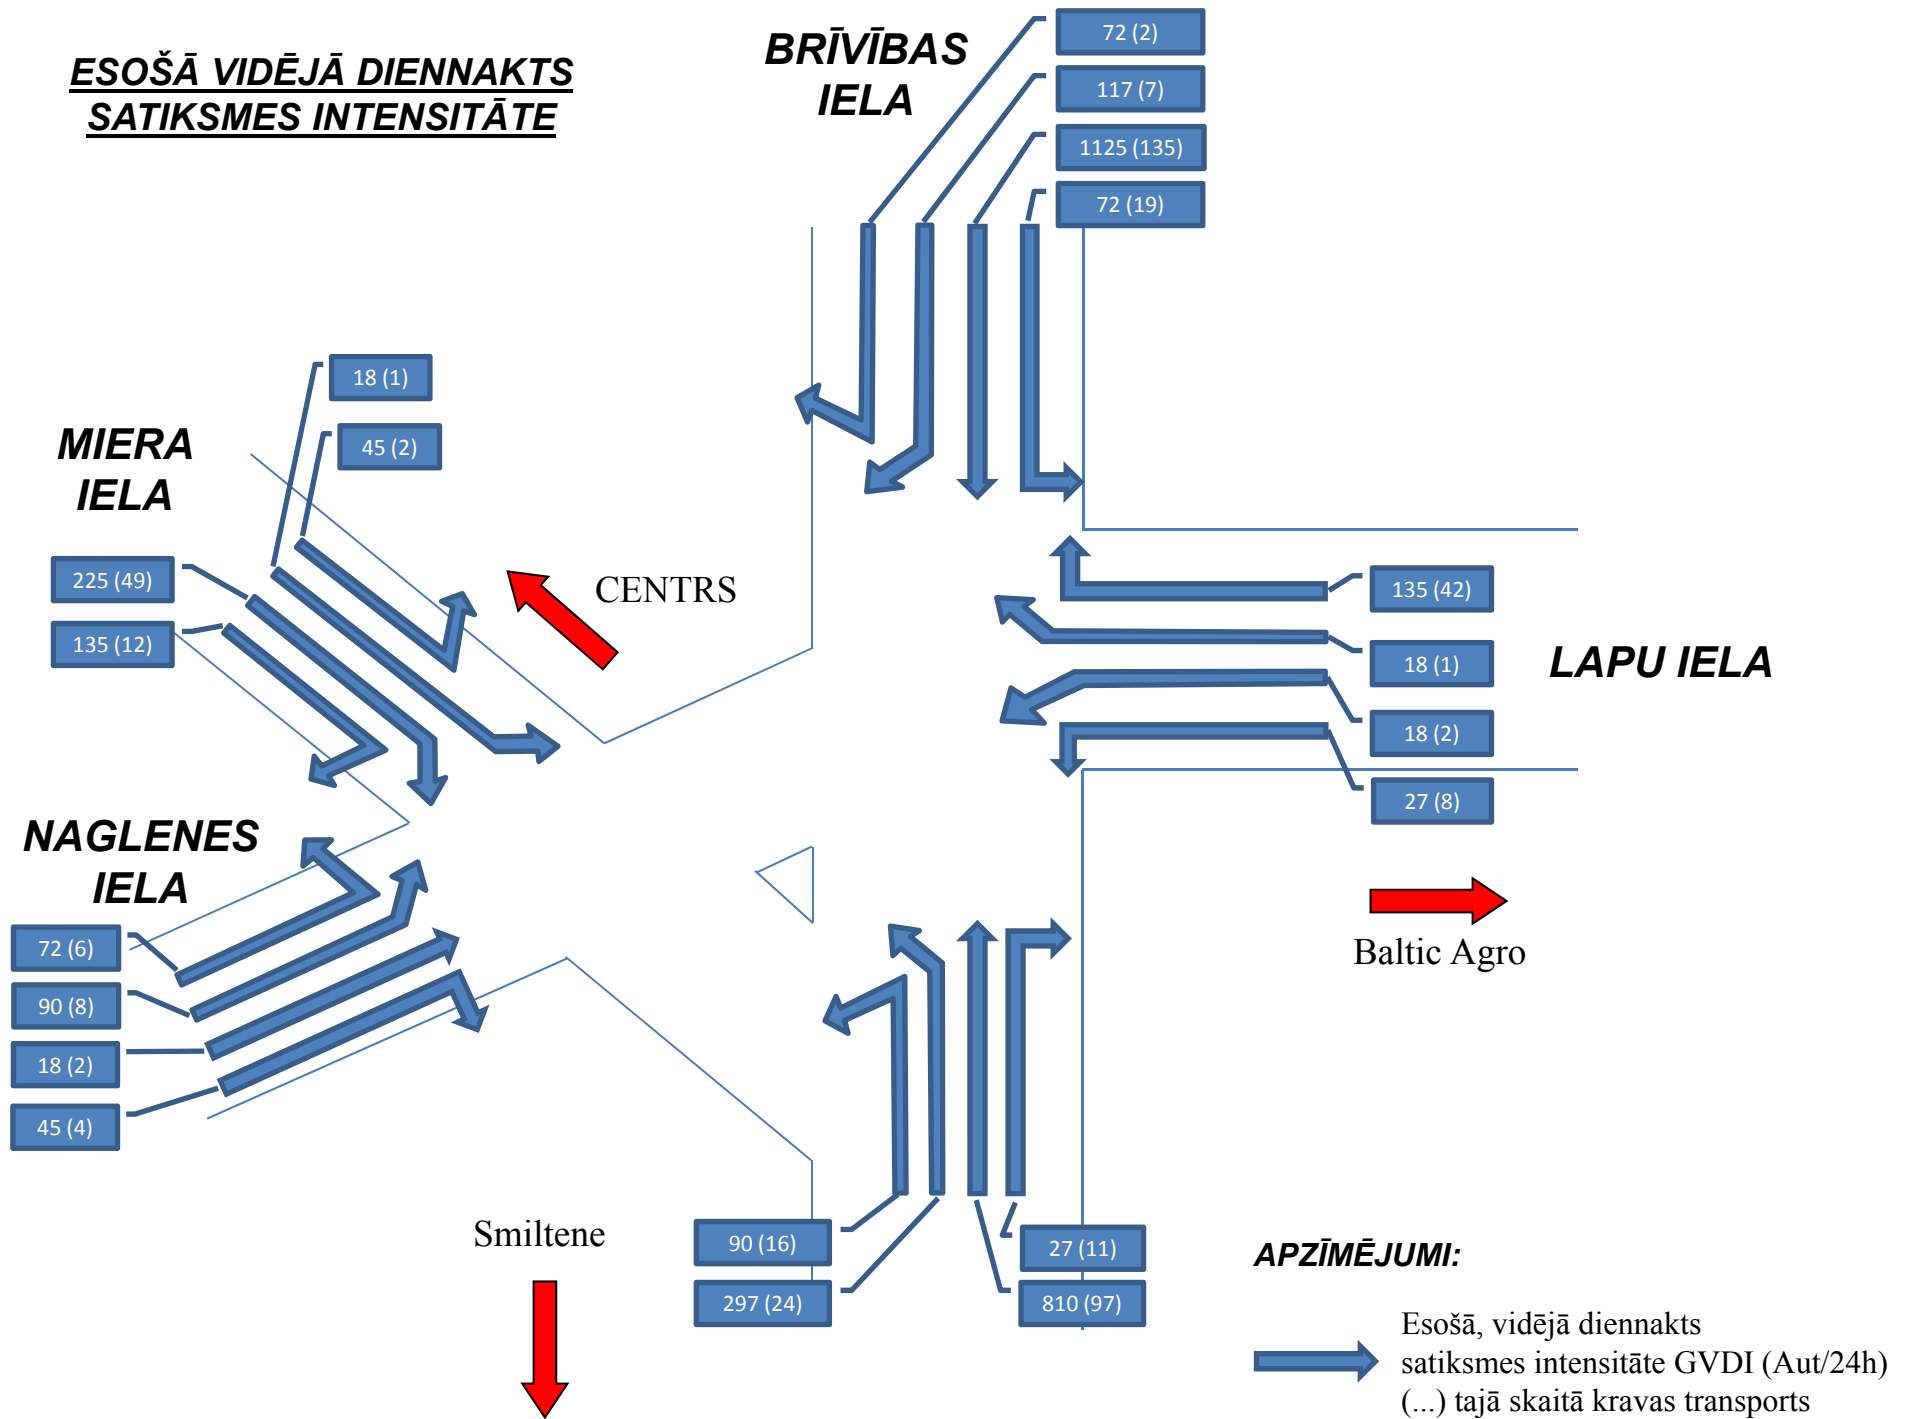 ESOŠĀ VIDĒJĀ DIENNAKTS
SATIKSMES INTENSITĀTE
BRĪVĪBAS
IELA
72 (2)
117 (7)
1125 (135)
72 (19)
18 (1)
45 (2)
MIERA
IELA
225 (49)
135 (12)
CENTRS
135 (42)
18 (1)
18 (2)
27 (8)
LAPU IELA
NAGLENES
IELA
72 (6)
90 (8)
18 (2)
45 (4)
Baltic Agro
Smiltene
90 (16)
297 (24)
27 (11)
810 (97)
APZĪMĒJUMI:
Esošā, vidējā diennakts
satiksmes intensitāte GVDI (Aut/24h)
(...) tajā skaitā kravas transports